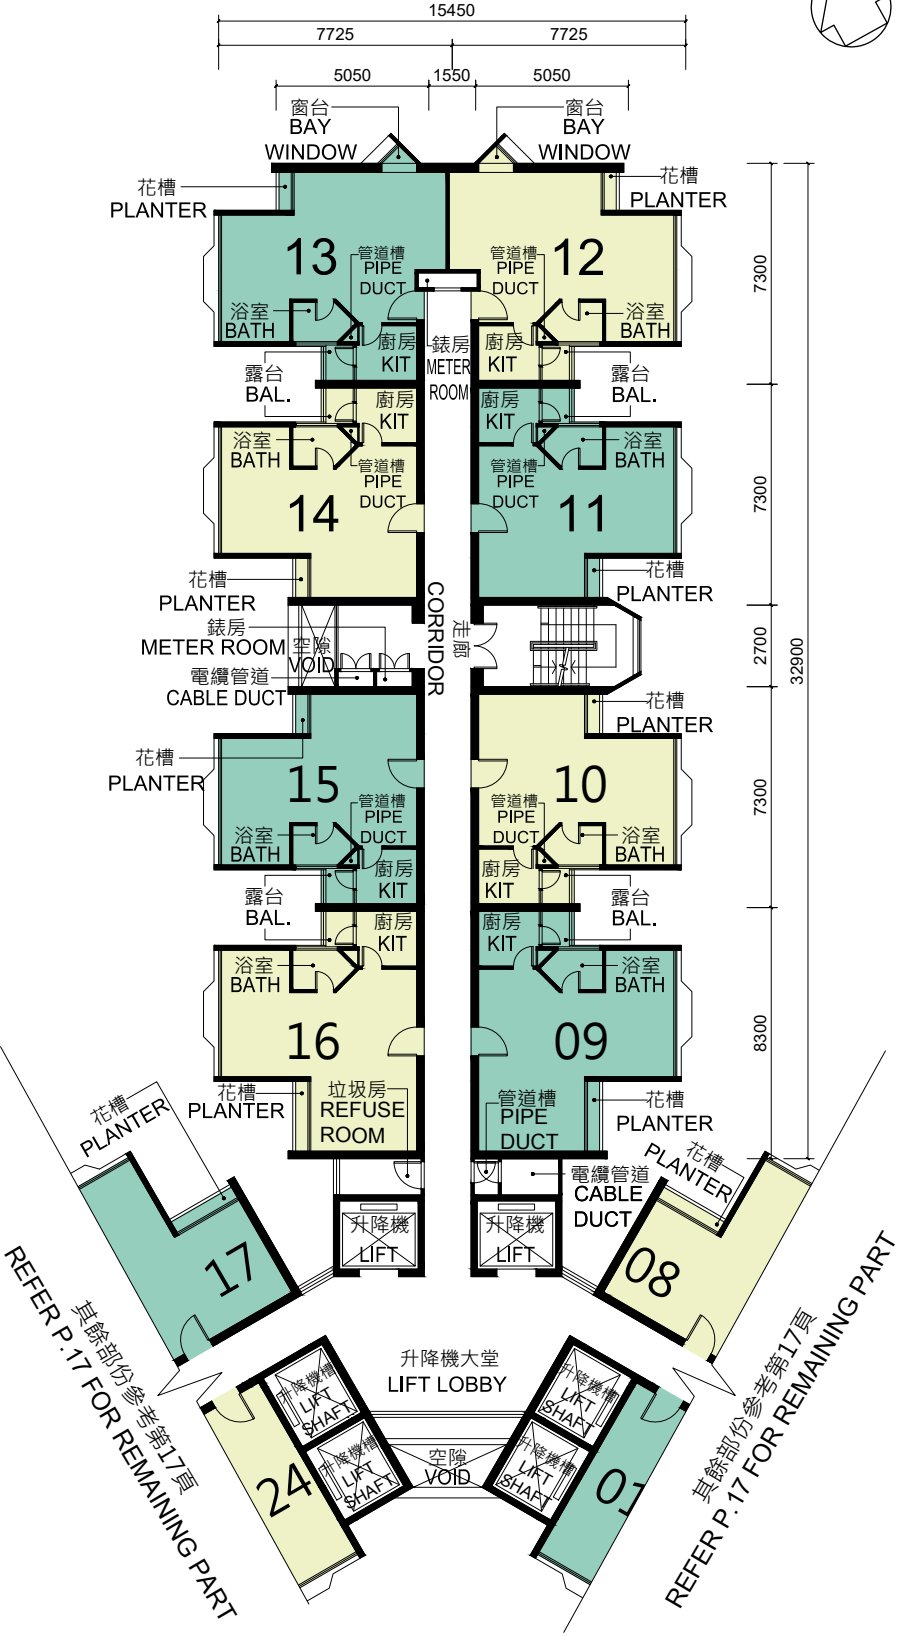 15450
7725
7725
5050
1550
5050
窗台
BAY
WINDOW
窗台
BAY
WINDOW
花槽
PLANTER
花槽
PLANTER
13
管道槽
PIPE
DUCT
管道槽
PIPE
DUCT
12
7300
浴室
BATH
浴室
BATH
廚房
KIT
錶房
METER
ROOM
廚房
KIT
露台
BAL.
露台
BAL.
廚房
KIT
廚房
KIT
浴室
BATH
浴室
BATH
管道槽
PIPE
DUCT
管道槽
PIPE
DUCT
14
11
7300
花槽
PLANTER
花槽
PLANTER
錶房
METER ROOM
空隙
VOID
電纜管道
CABLE DUCT
CORRIDOR
走廊
2700
32900
花槽
PLANTER
花槽
PLANTER
15
10
7300
管道槽
PIPE
DUCT
管道槽
PIPE
DUCT
浴室
BATH
浴室
BATH
廚房
KIT
廚房
KIT
露台
BAL.
露台
BAL.
廚房
KIT
廚房
KIT
浴室
BATH
浴室
BATH
16
09
8300
花槽
PLANTER
花槽
PLANTER
垃圾房
REFUSE
ROOM
管道槽
PIPE
DUCT
花槽
PLANTER
花槽
PLANTER
電纜管道
CABLE
DUCT
升降機
LIFT
升降機
LIFT
17
08
升降機大堂
LIFT LOBBY
升降機槽
LIFT
SHAFT
升降機槽
LIFT
SHAFT
升降機槽
LIFT
SHAFT
升降機槽
LIFT
SHAFT
空隙
VOID
24
01
其餘部份參考第17頁
REFER P.17 FOR REMAINING PART
其餘部份參考第17頁
REFER P.17 FOR REMAINING PART